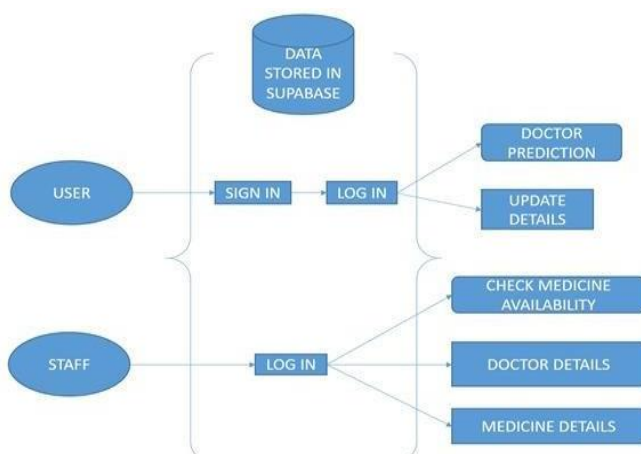 DATA
STORED IN
SUPABASE
DOCTOR
PREDICTION
USER
SIGN IN
LOG IN
UPDATE
DETAILS
CHECK MEDICINE
AVAILABILITY
STAFF
LOG IN
DOCTOR DETAILS
MEDICINE DETAILS